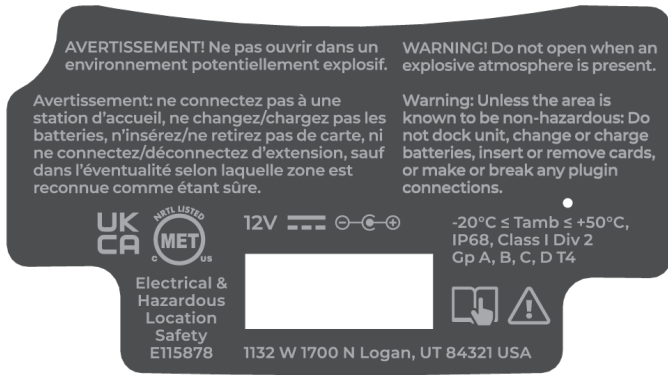 AVERTISSEMENT! Ne pas ouvrir dans un
environnement potentiellement explosif.
WARNING! Do not open when an
explosive atmosphere is present.
Avertissement: ne connectez pas à une
station d'accueil, ne changez/chargez pas les
batteries, n'insérez/ne retirez pas de carte, ni
ne connectez/déconnectez d'extension, sauf
dans l'éventualité selon laquelle zone est
reconnue comme étant sûre.
Warning: Unless the area is
known to be non-hazardous: Do
not dock unit, change or charge
batteries, insert or remove cards,
or make or break any plugin
connections.
UK
CA
NRTL LISTED
MET
C US
12V
-20°C ≤ Tamb ≤ +50°C,
IP68, Class I Div 2
Gp A, B, C, D T4
Electrical &
Hazardous
Location
Safety
E115878
1132 W 1700 N Logan, UT 84321 USA